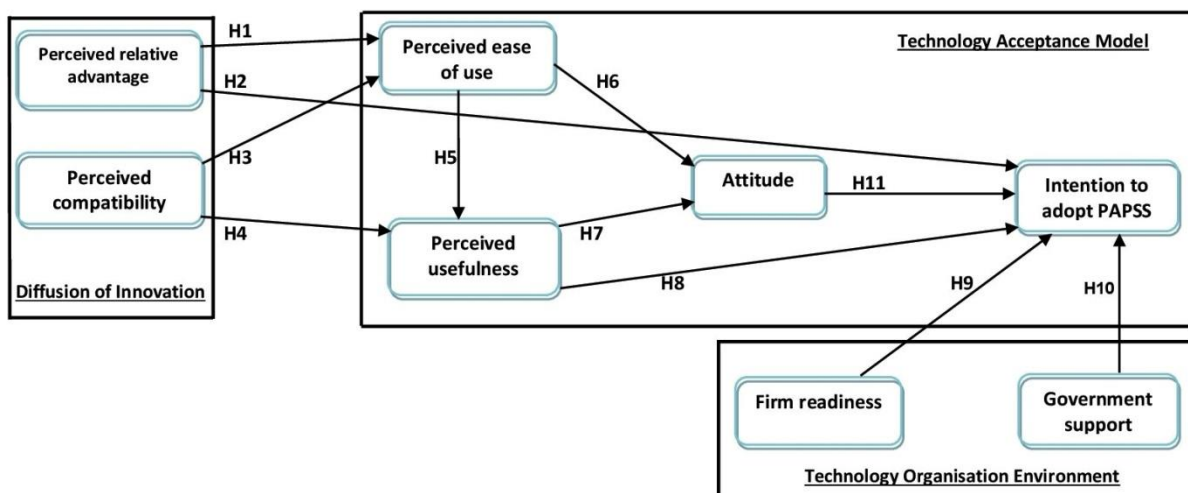 Perceived relative
advantage
H1
H2
Perceived ease
of use
Technology Acceptance Model
H6
H3
H5
Perceived
compatibility
Attitude
H11
Intention to
adopt PAPSS
H4
Perceived
usefulness
H7
H8
H9
H10
Diffusion of Innovation
Firm readiness
Government
support
Technology Organisation Environment